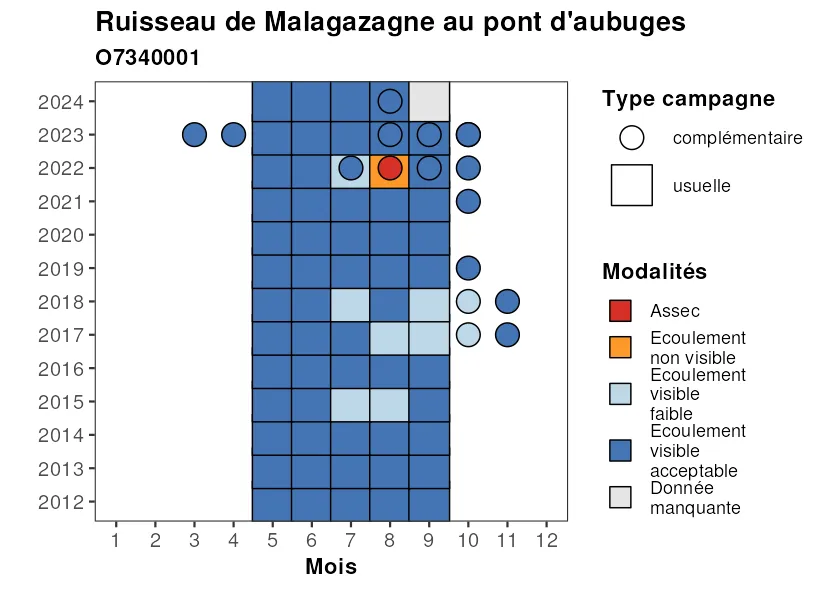 Ruisseau de Malagazagne au pont d'aubuges
O7340001
2024
2023
2022
2021
2020
2019
2018
2017
2016
2015
2014
2013
2012
1 2 3 4 5 6 7 8 9 10 11 12
Mois
Type campagne
complémentaire
usuelle
Modalités
Assec
Ecoulement
non visible
Ecoulement
visible
faible
Ecoulement
visible
acceptable
Donnée
manquante